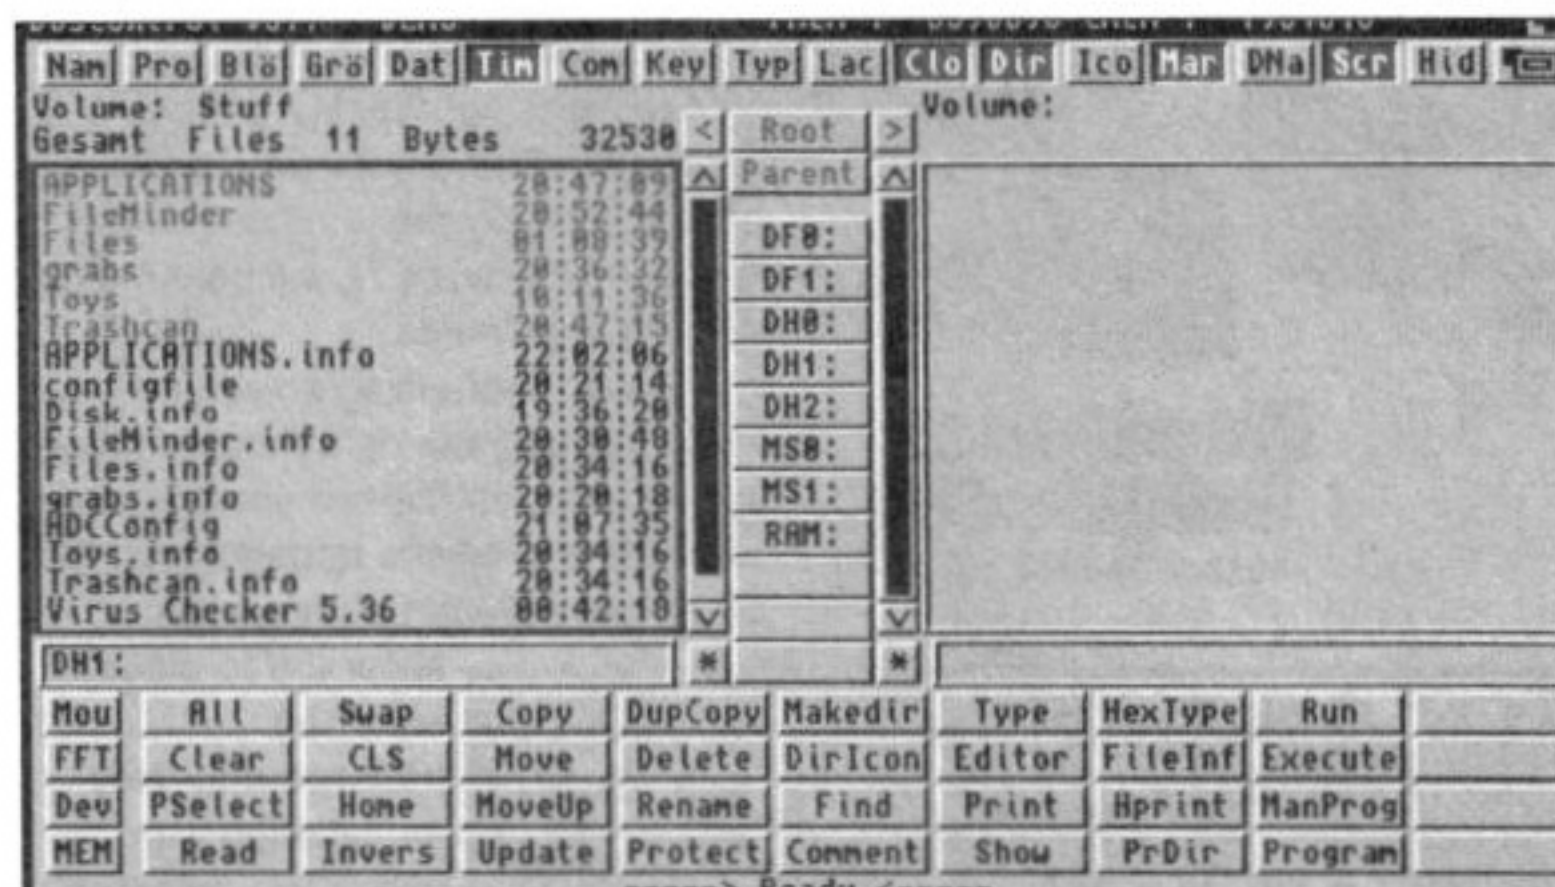 Nam Pro Blö Grö Dat Tim Com Key Typ Lac Clo Dir Ico Mar DNa Scr Hid
Volume: Stuff
Gesamt Files 11 Bytes 32530
< Root >
Volume:
Parent
APPLICATIONS 20:47:09
FileMinder 20:52:44
Files 01:08:39
grabs 20:36:32
Toys 10:11:36
Trashcan 20:47:15
APPLICATIONS.info 22:02:06
configfile 20:21:14
Disk.info 19:36:20
FileMinder.info 20:30:48
Files.info 20:34:16
grabs.info 20:20:18
ADCConfig 21:07:35
Toys.info 20:34:16
Trashcan.info 20:34:16
Virus Checker 5.36 00:42:18
DF0:
DF1:
DH0:
DH1:
DH2:
MS0:
MS1:
RAM:
DH1: * *
Mou All Swap Copy DupCopy Makedir Type HexType Run
FFT Clear CLS Move Delete DirIcon Editor FileInf Execute
Dev PSelect Home MoveUp Rename Find Print Hprint ManProg
MEM Read Invers Update Protect Comment Show PrDir Program